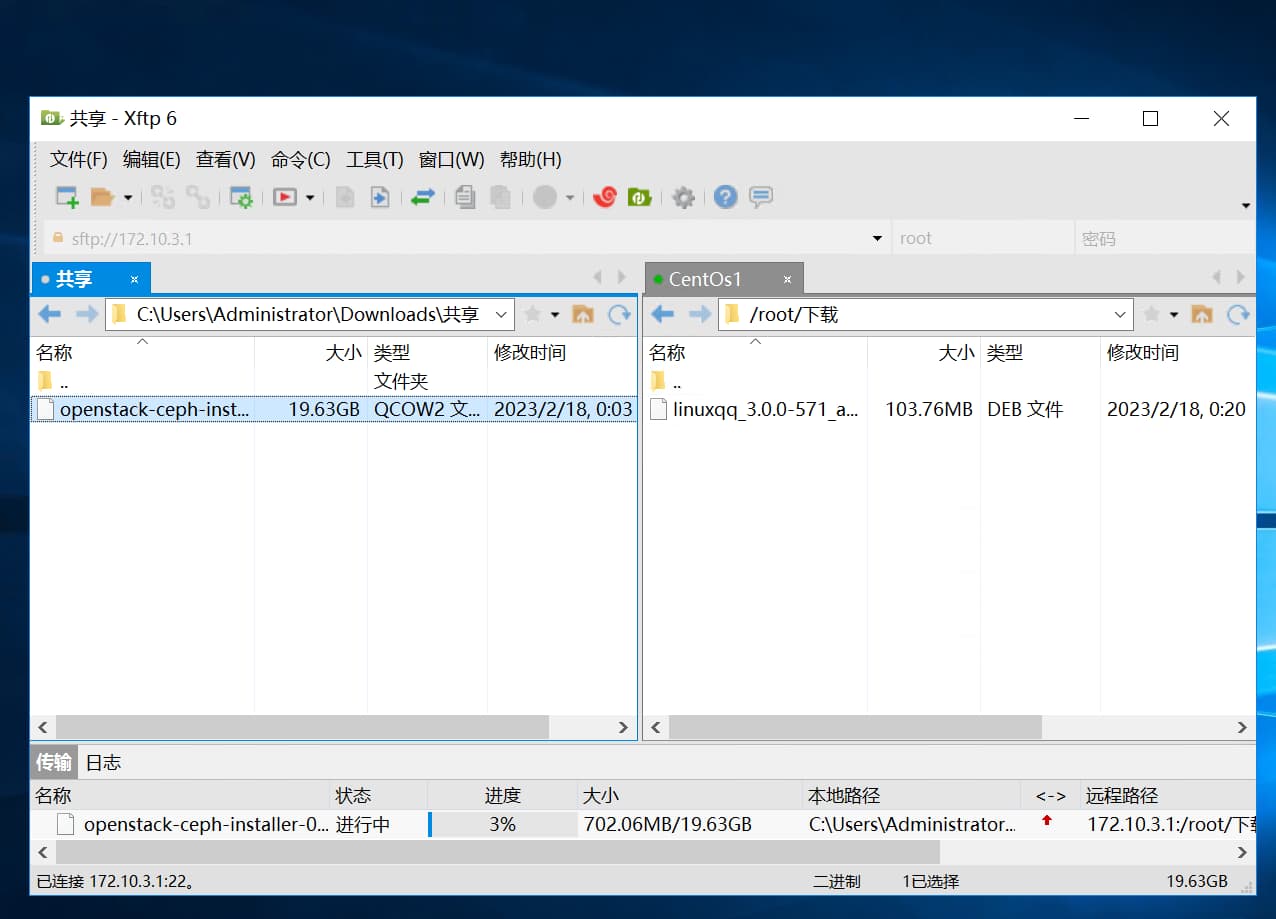 共享 - Xftp 6
文件(F) 编辑(E) 查看(V) 命令(C) 工具(T) 窗口(W) 帮助(H)
sftp://172.10.3.1 root 密码
共享 CentOs1
C:\Users\Administrator\Downloads\共享 /root/下载
名称 大小 类型 修改时间 名称 大小 类型 修改时间
.. 文件夹 ..
openstack-ceph-inst... 19.63GB QCOW2 文... 2023/2/18, 0:03 linuxqq_3.0.0-571_a... 103.76MB DEB 文件 2023/2/18, 0:20
传输 日志
名称 状态 进度 大小 本地路径 <-> 远程路径
openstack-ceph-installer-0... 进行中 3% 702.06MB/19.63GB C:\Users\Administrator... 172.10.3.1:/root/下
已连接 172.10.3.1:22。 二进制 1已选择 19.63GB